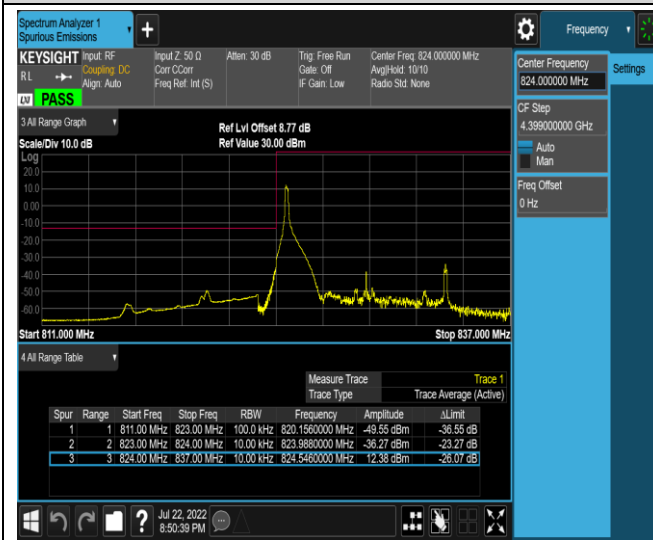 Spectrum Analyzer 1
Spurious Emissions
Frequency
KEYSIGHT
R L
LXI
PASS
Input: RF
Coupling: DC
Align: Auto
Input Z: 50 Ω
Corr CCorr
Freq Ref: Int (S)
Atten: 30 dB
Trig: Free Run
Gate: Off
IF Gain: Low
Center Freq: 824.000000 MHz
Avg|Hold: 10/10
Radio Std: None
Center Frequency
824.000000 MHz
Settings
CF Step
4.399000000 GHz
Auto
Man
Freq Offset
0 Hz
3 All Range Graph
Scale/Div 10.0 dB
Ref Lvl Offset 8.77 dB
Ref Value 30.00 dBm
Log
20.0
10.0
0.00
-10.0
-20.0
-30.0
-40.0
-50.0
-60.0
Start 811.000 MHz
Stop 837.000 MHz
4 All Range Table
Measure Trace Trace 1
Trace Type Trace Average (Active)
Spur Range Start Freq Stop Freq RBW Frequency Amplitude ΔLimit
1 1 811.00 MHz 823.00 MHz 100.0 kHz 820.1560000 MHz -49.55 dBm -36.55 dB
2 2 823.00 MHz 824.00 MHz 10.00 kHz 823.9880000 MHz -36.27 dBm -23.27 dB
3 3 824.00 MHz 837.00 MHz 10.00 kHz 824.5460000 MHz 12.38 dBm -26.07 dB
?
Jul 22, 2022
8:50:39 PM